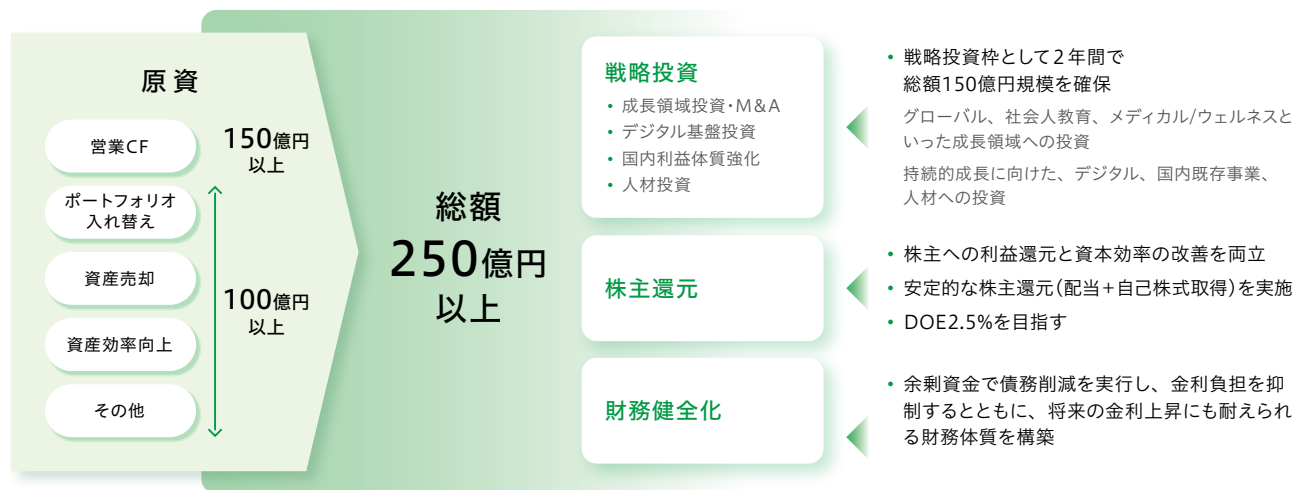 原資
営業CF
150億円
以上
ポートフォリオ
入れ替え
資産売却
資産効率向上
その他
100億円
以上
総額
250億円
以上
戦略投資
• 成長領域投資・M&A
• デジタル基盤投資
• 国内利益体質強化
• 人材投資
• 戦略投資枠として2年間で
総額150億円規模を確保
グローバル、社会人教育、メディカル/ウェルネスと
いった成長領域への投資
持続的成長に向けた、デジタル、国内既存事業、
人材への投資
株主還元
• 株主への利益還元と資本効率の改善を両立
• 安定的な株主還元(配当+自己株式取得)を実施
• DOE2.5%を目指す
財務健全化
• 余剰資金で債務削減を実行し、金利負担を抑
制するとともに、将来の金利上昇にも耐えられ
る財務体質を構築